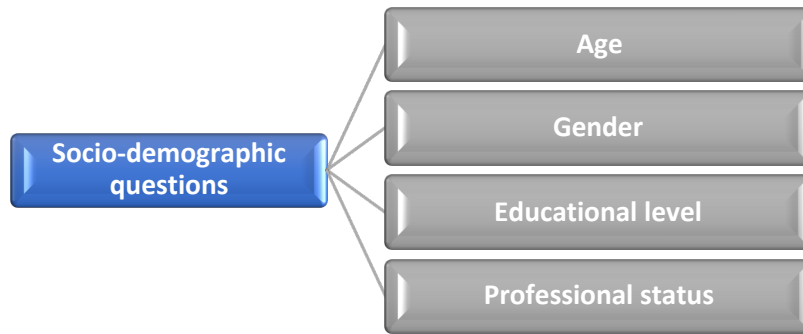 Socio-demographic
questions
Age
Gender
Educational level
Professional status